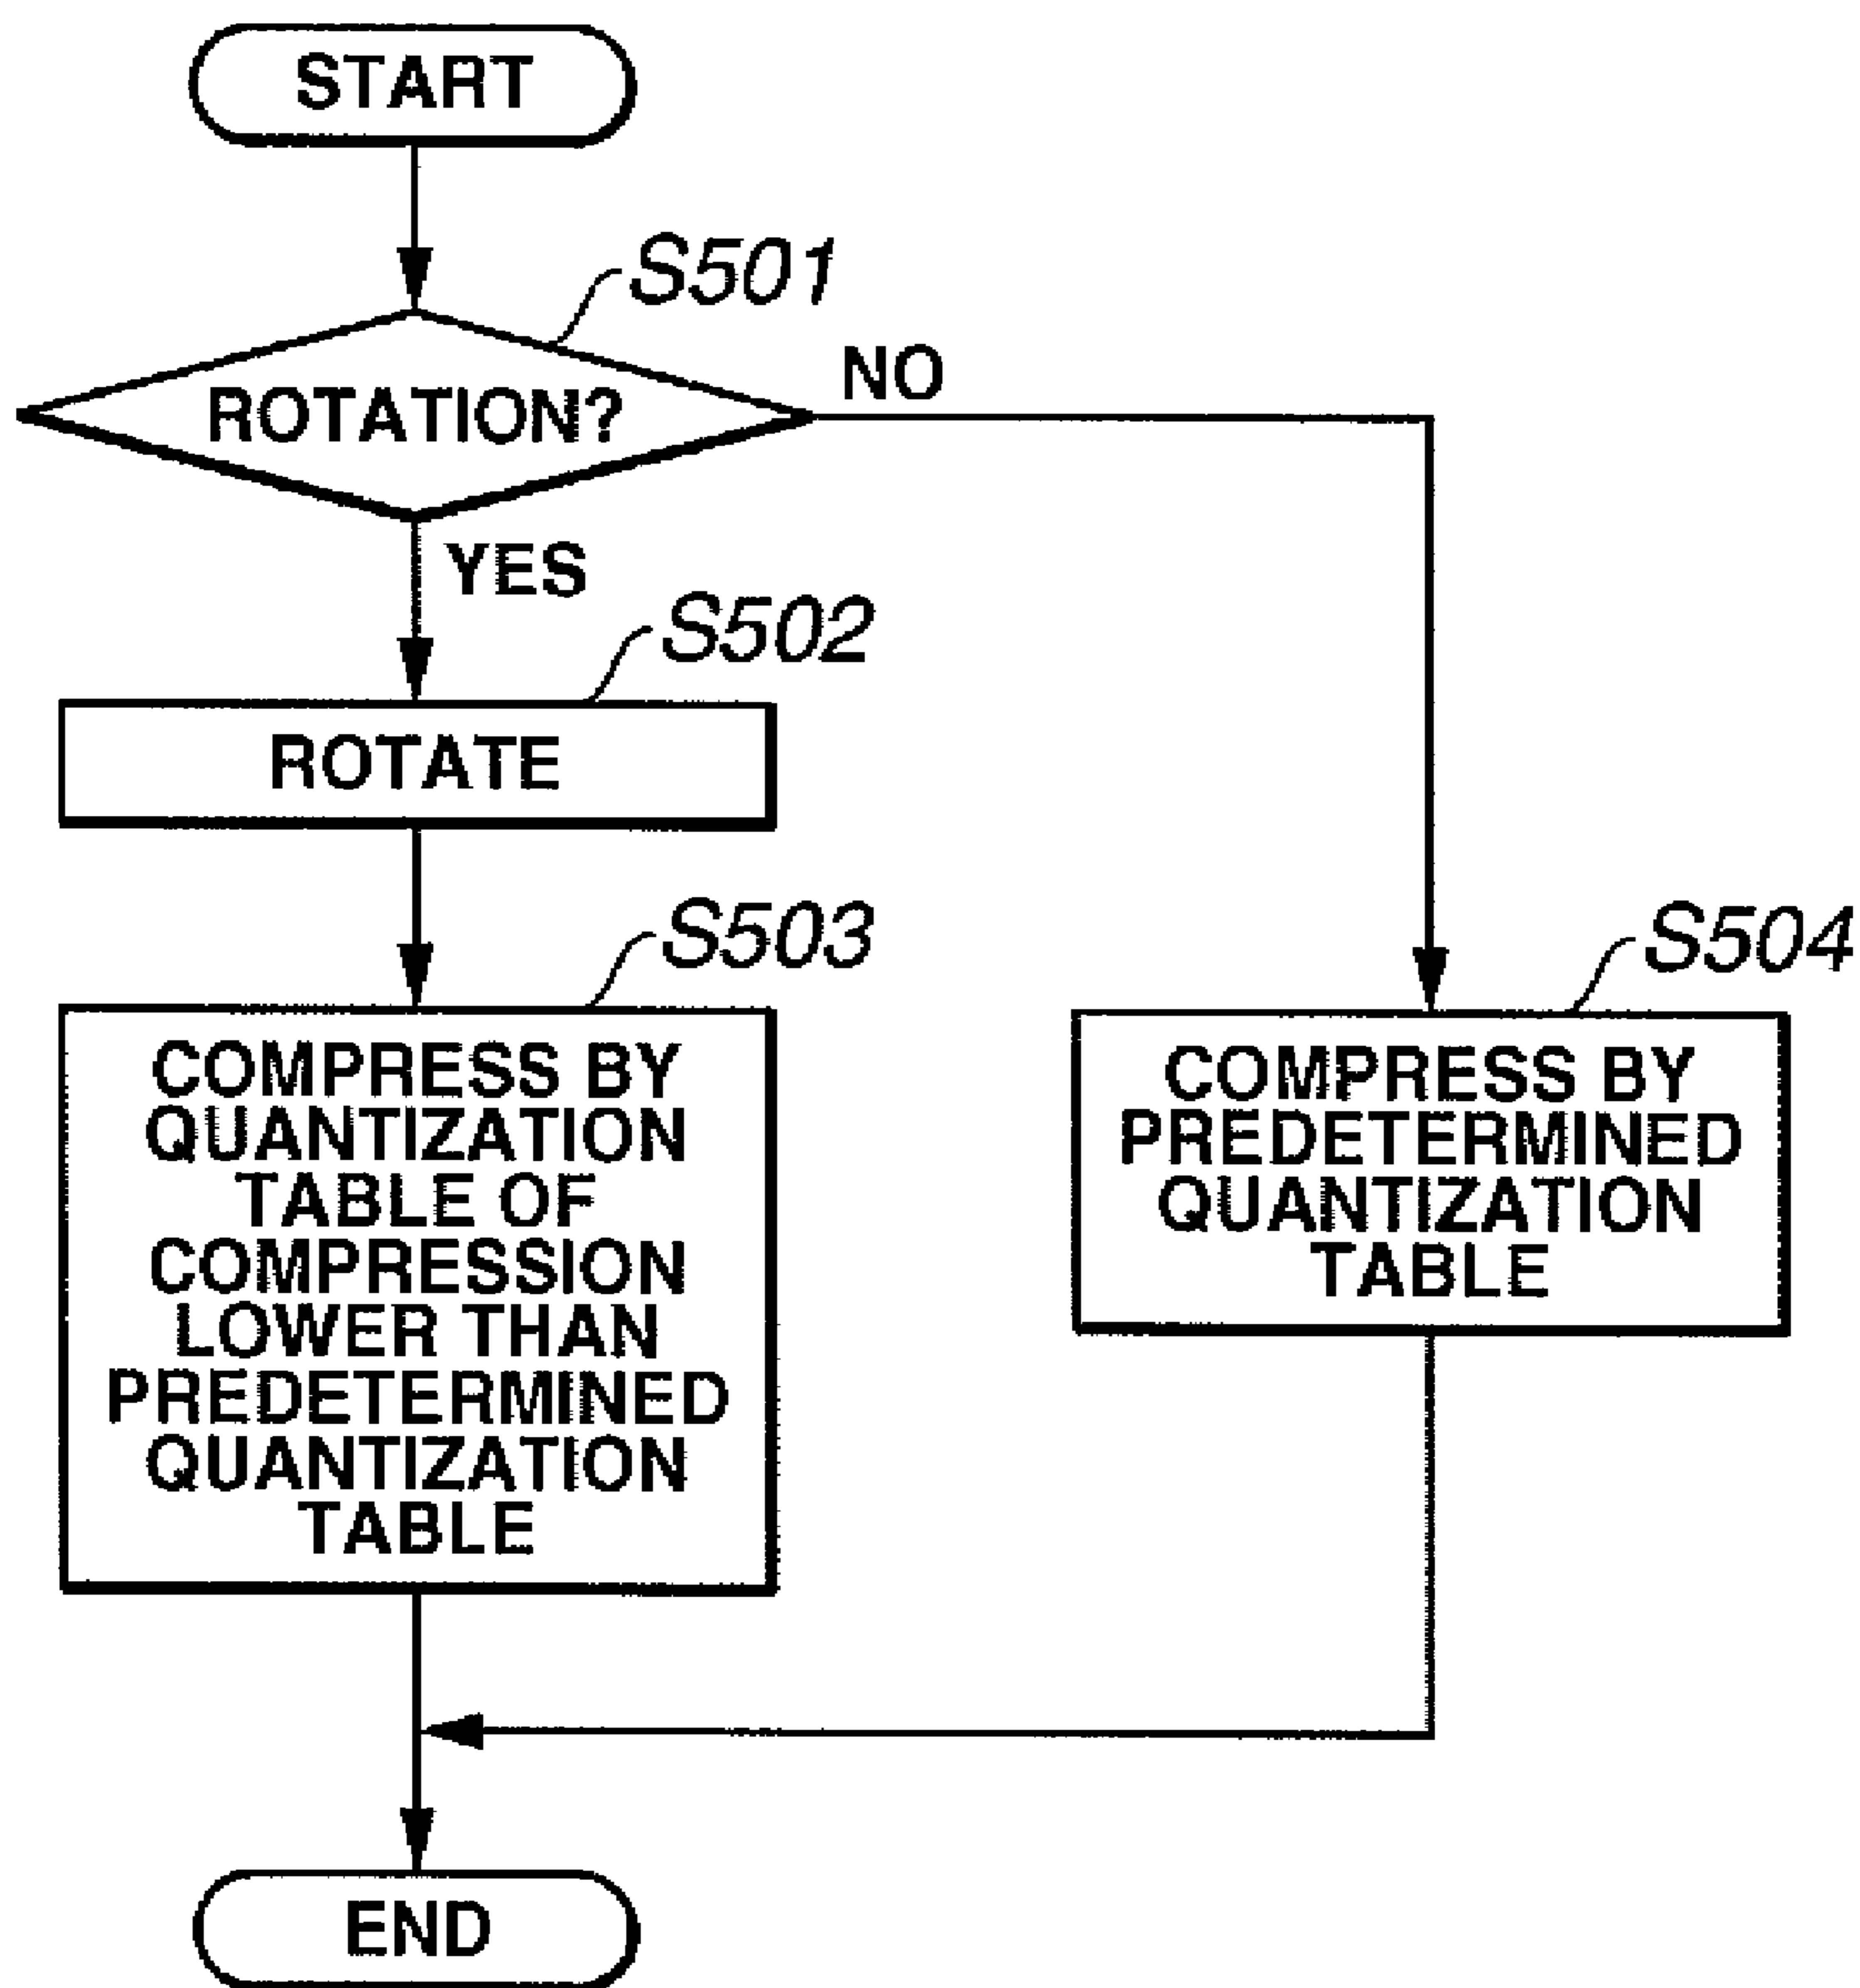 START
S501
ROTATION?
NO
YES
S502
ROTATE
S503
COMPRESS BY
QUANTIZATION
TABLE OF
COMPRESSION
LOWER THAN
PREDETERMINED
QUANTIZATION
TABLE
S504
COMPRESS BY
PREDETERMINED
QUANTIZATION
TABLE
END